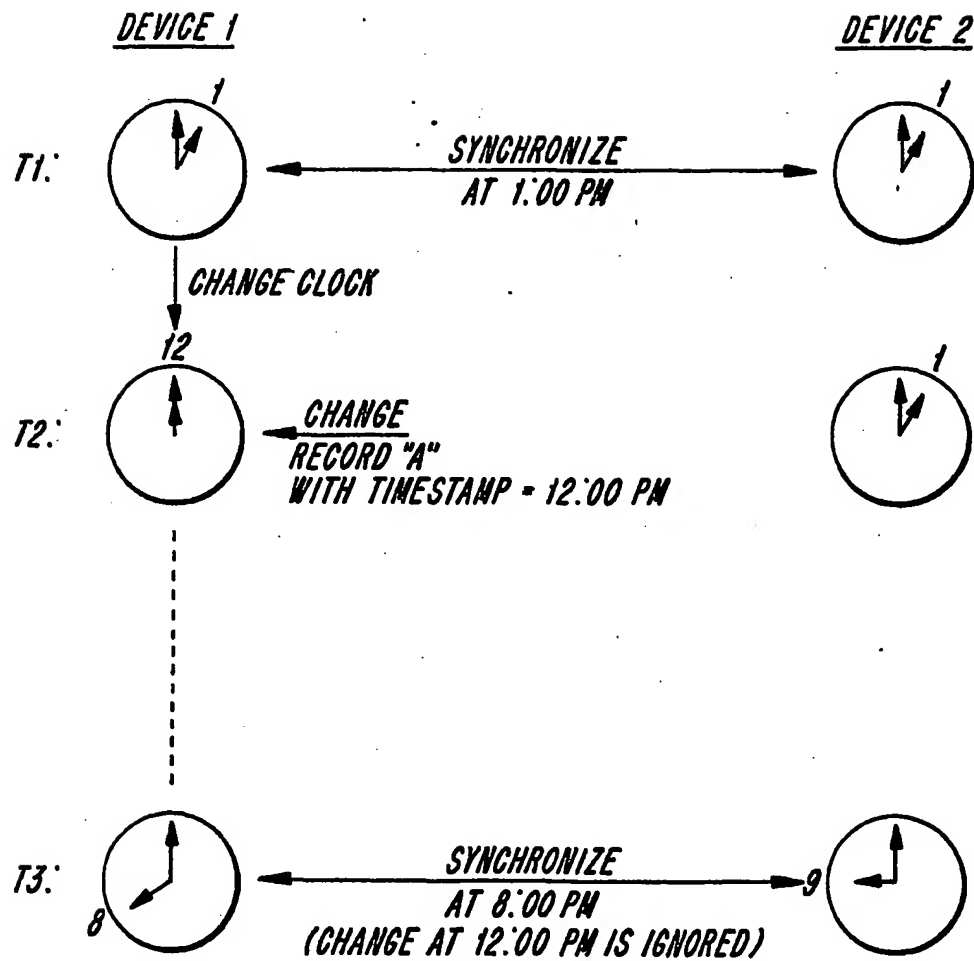 DEVICE 1
DEVICE 2
1
1
T1:
SYNCHRONIZE
AT 1:00 PM
CHANGE CLOCK
12
1
T2:
CHANGE
RECORD "A"
WITH TIMESTAMP = 12:00 PM
T3:
8
SYNCHRONIZE
AT 8:00 PM
(CHANGE AT 12:00 PM IS IGNORED)
9